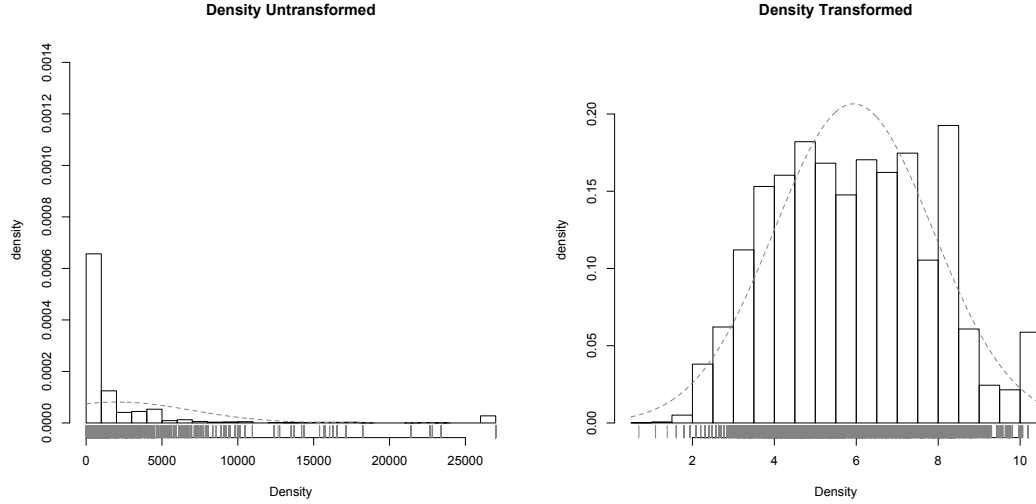 Density Untransformed
density
0.0000
0.0002
0.0004
0.0006
0.0008
0.0010
0.0012
0.0014
0 5000 10000 15000 20000 25000
Density
Density Transformed
density
0.00
0.05
0.10
0.15
0.20
2 4 6 8 10
Density